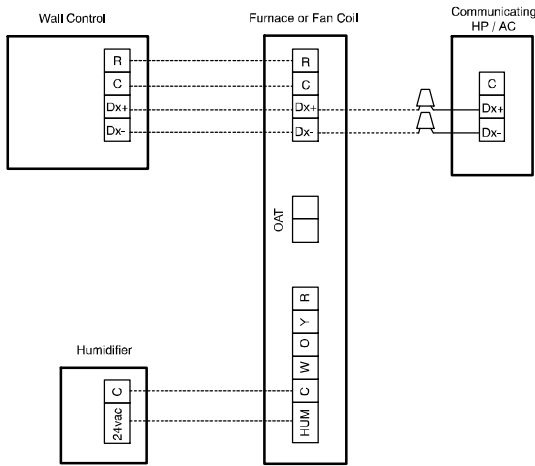 Wall Control
Furnace or Fan Coil
Communicating
HP / AC
R
C
Dx+
Dx-
R
C
Dx+
Dx-
C
Dx+
Dx-
OAT
R
Y
O
W
C
HUM
Humidifier
C
24vac